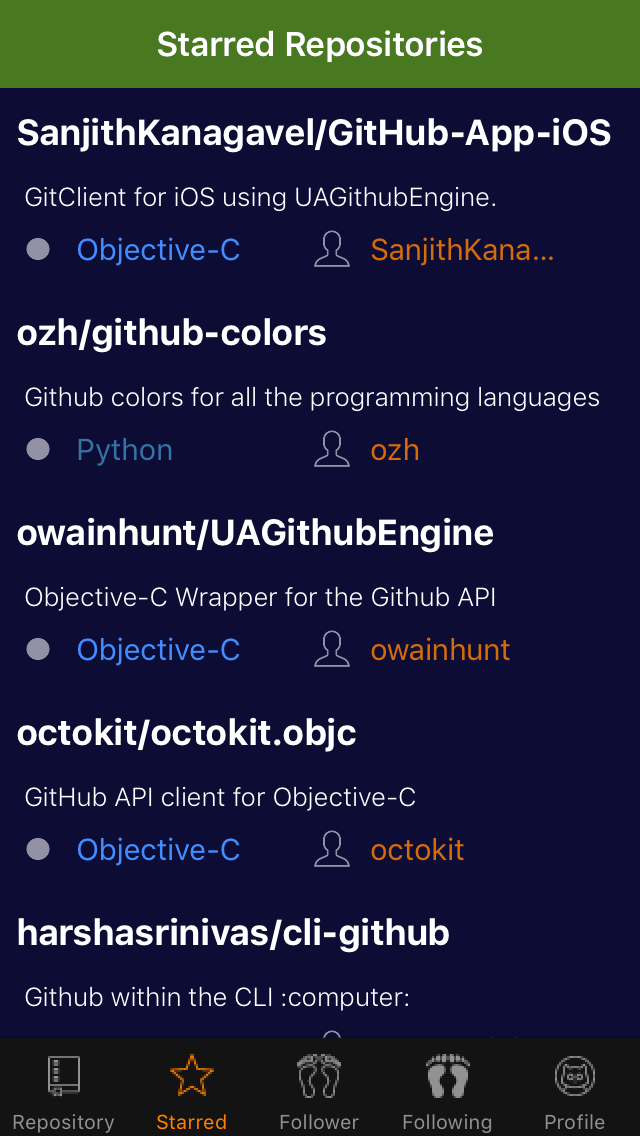 Starred Repositories
SanjithKanagavel/GitHub-App-iOS
GitClient for iOS using UAGithubEngine.
Objective-C SanjithKana...
ozh/github-colors
Github colors for all the programming languages
Python ozh
owainhunt/UAGithubEngine
Objective-C Wrapper for the Github API
Objective-C owainhunt
octokit/octokit.objc
GitHub API client for Objective-C
Objective-C octokit
harshasrinivas/cli-github
Github within the CLI :computer:
Repository Starred Follower Following Profile